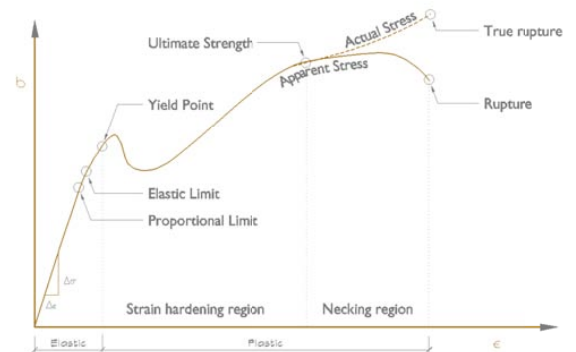 Actual Stress
True rupture
Ultimate Strength
Apparent Stress
σ
Rupture
Yield Point
Elastic Limit
Proportional Limit
Δσ
Δε
Strain hardening region
Necking region
Elastic
Plastic
ε